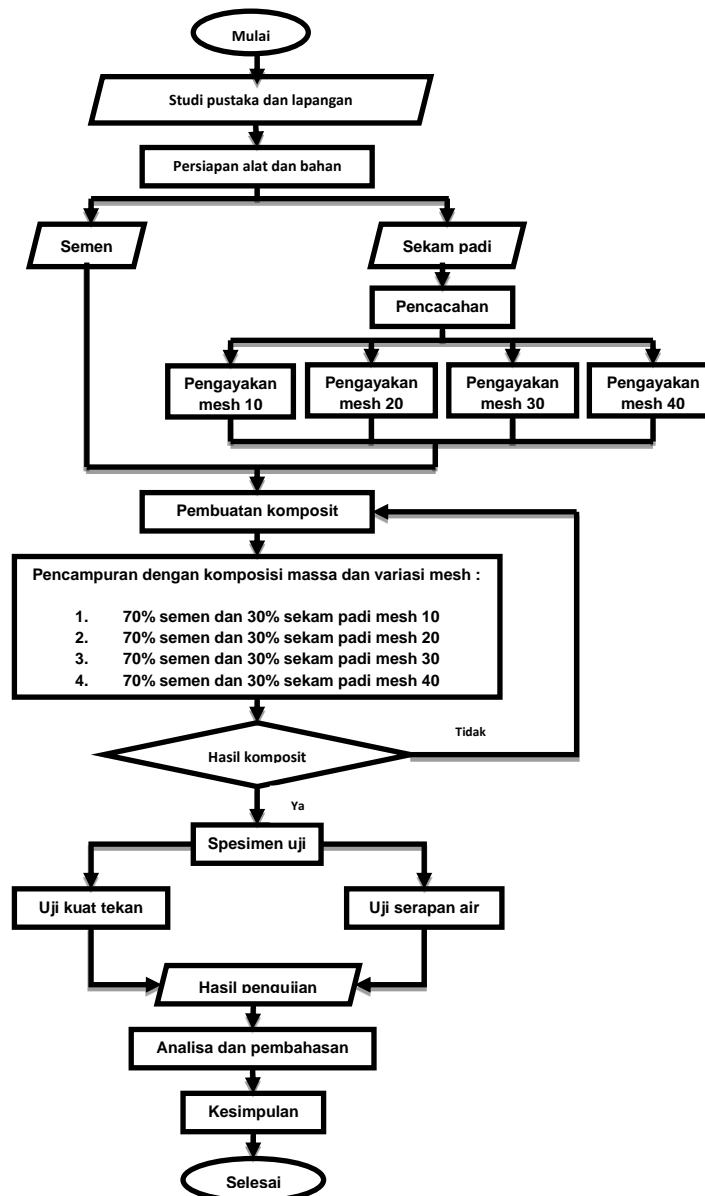 Mulai
Studi pustaka dan lapangan
Persiapan alat dan bahan
Semen
Sekam padi
Pencacahan
Pengayakan
mesh 10
Pengayakan
mesh 20
Pengayakan
mesh 30
Pengayakan
mesh 40
Pembuatan komposit
Pencampuran dengan komposisi massa dan variasi mesh :
1. 70% semen dan 30% sekam padi mesh 10
2. 70% semen dan 30% sekam padi mesh 20
3. 70% semen dan 30% sekam padi mesh 30
4. 70% semen dan 30% sekam padi mesh 40
Tidak
Hasil komposit
Ya
Spesimen uji
Uji kuat tekan
Uji serapan air
Hasil pengujian
Analisa dan pembahasan
Kesimpulan
Selesai